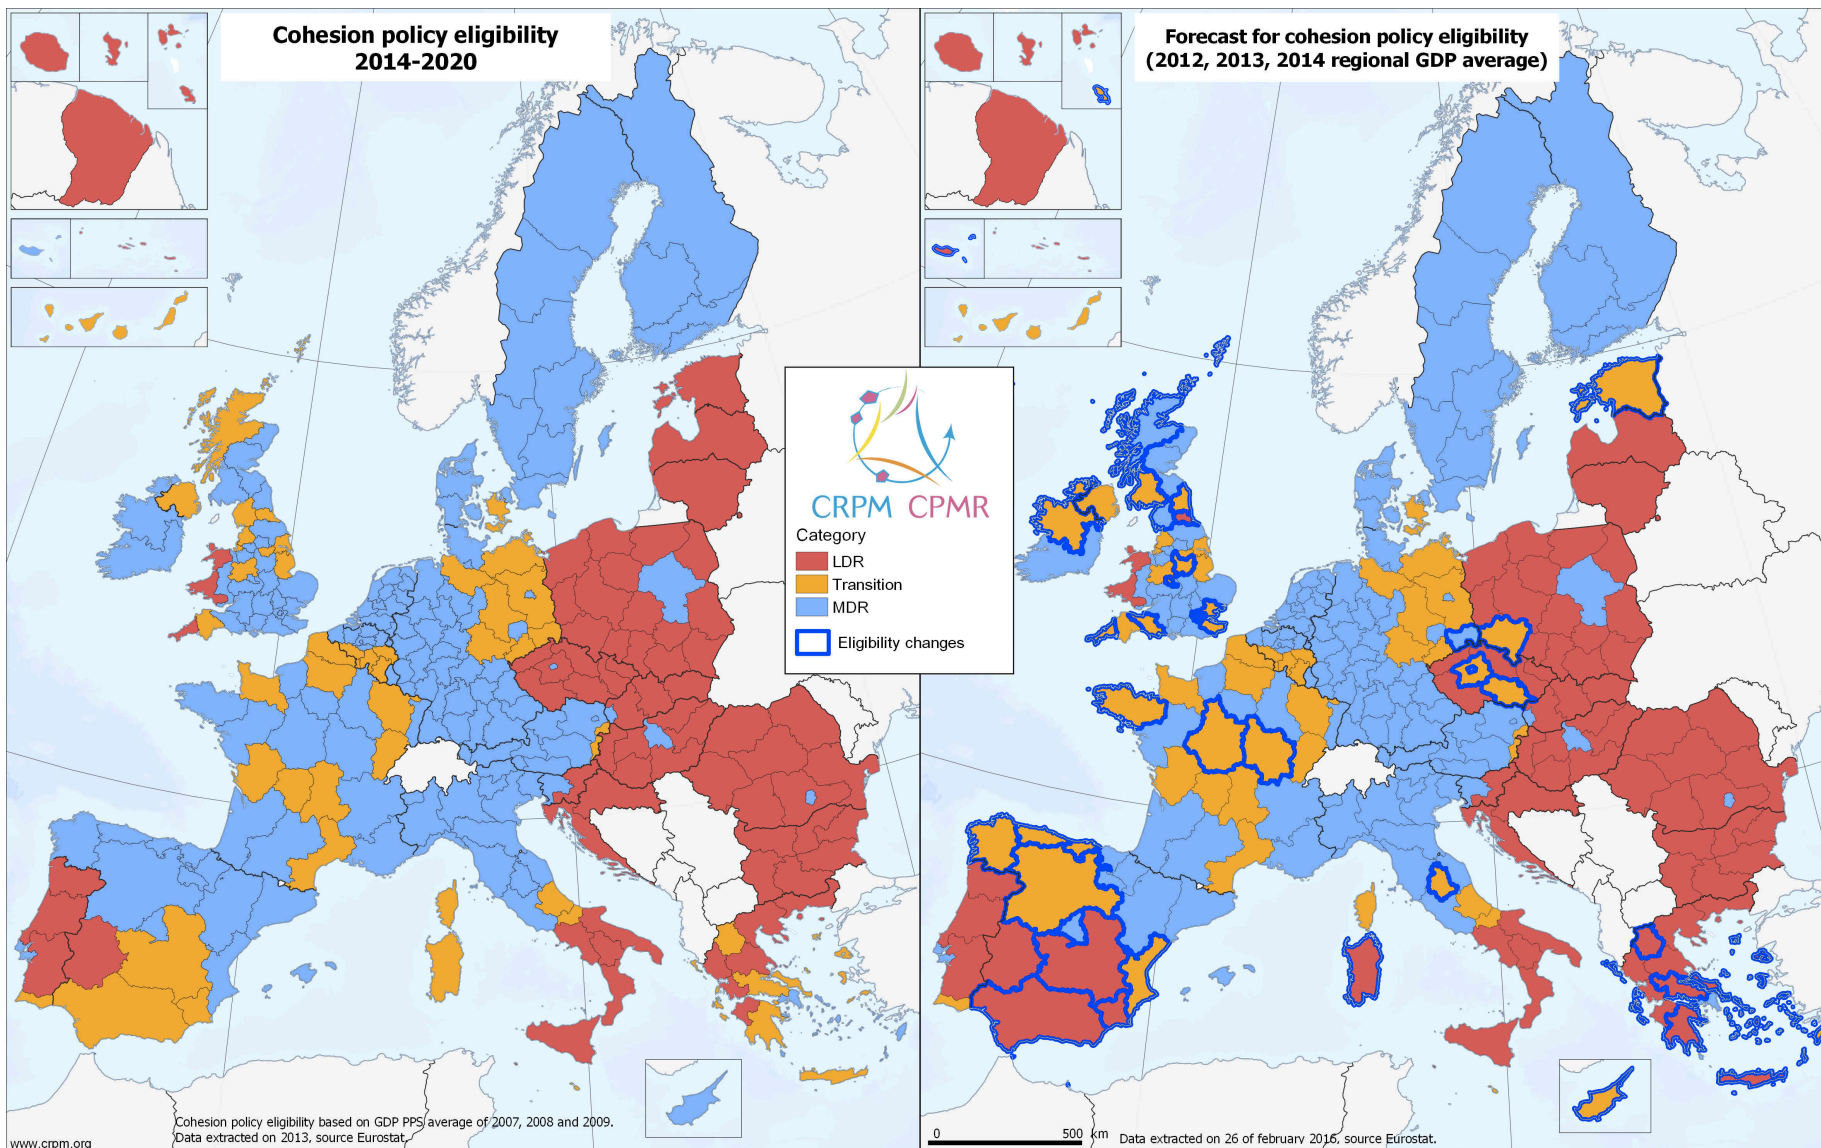 Cohesion policy eligibility
2014-2020
Forecast for cohesion policy eligibility
(2012, 2013, 2014 regional GDP average)
CRPM CPMR
Category
LDR
Transition
MDR
Eligibility changes
Cohesion policy eligibility based on GDP PPS average of 2007, 2008 and 2009.
Data extracted on 2013, source Eurostat.
www.crpm.org
0 500 km
Data extracted on 26 of february 2016, source Eurostat.